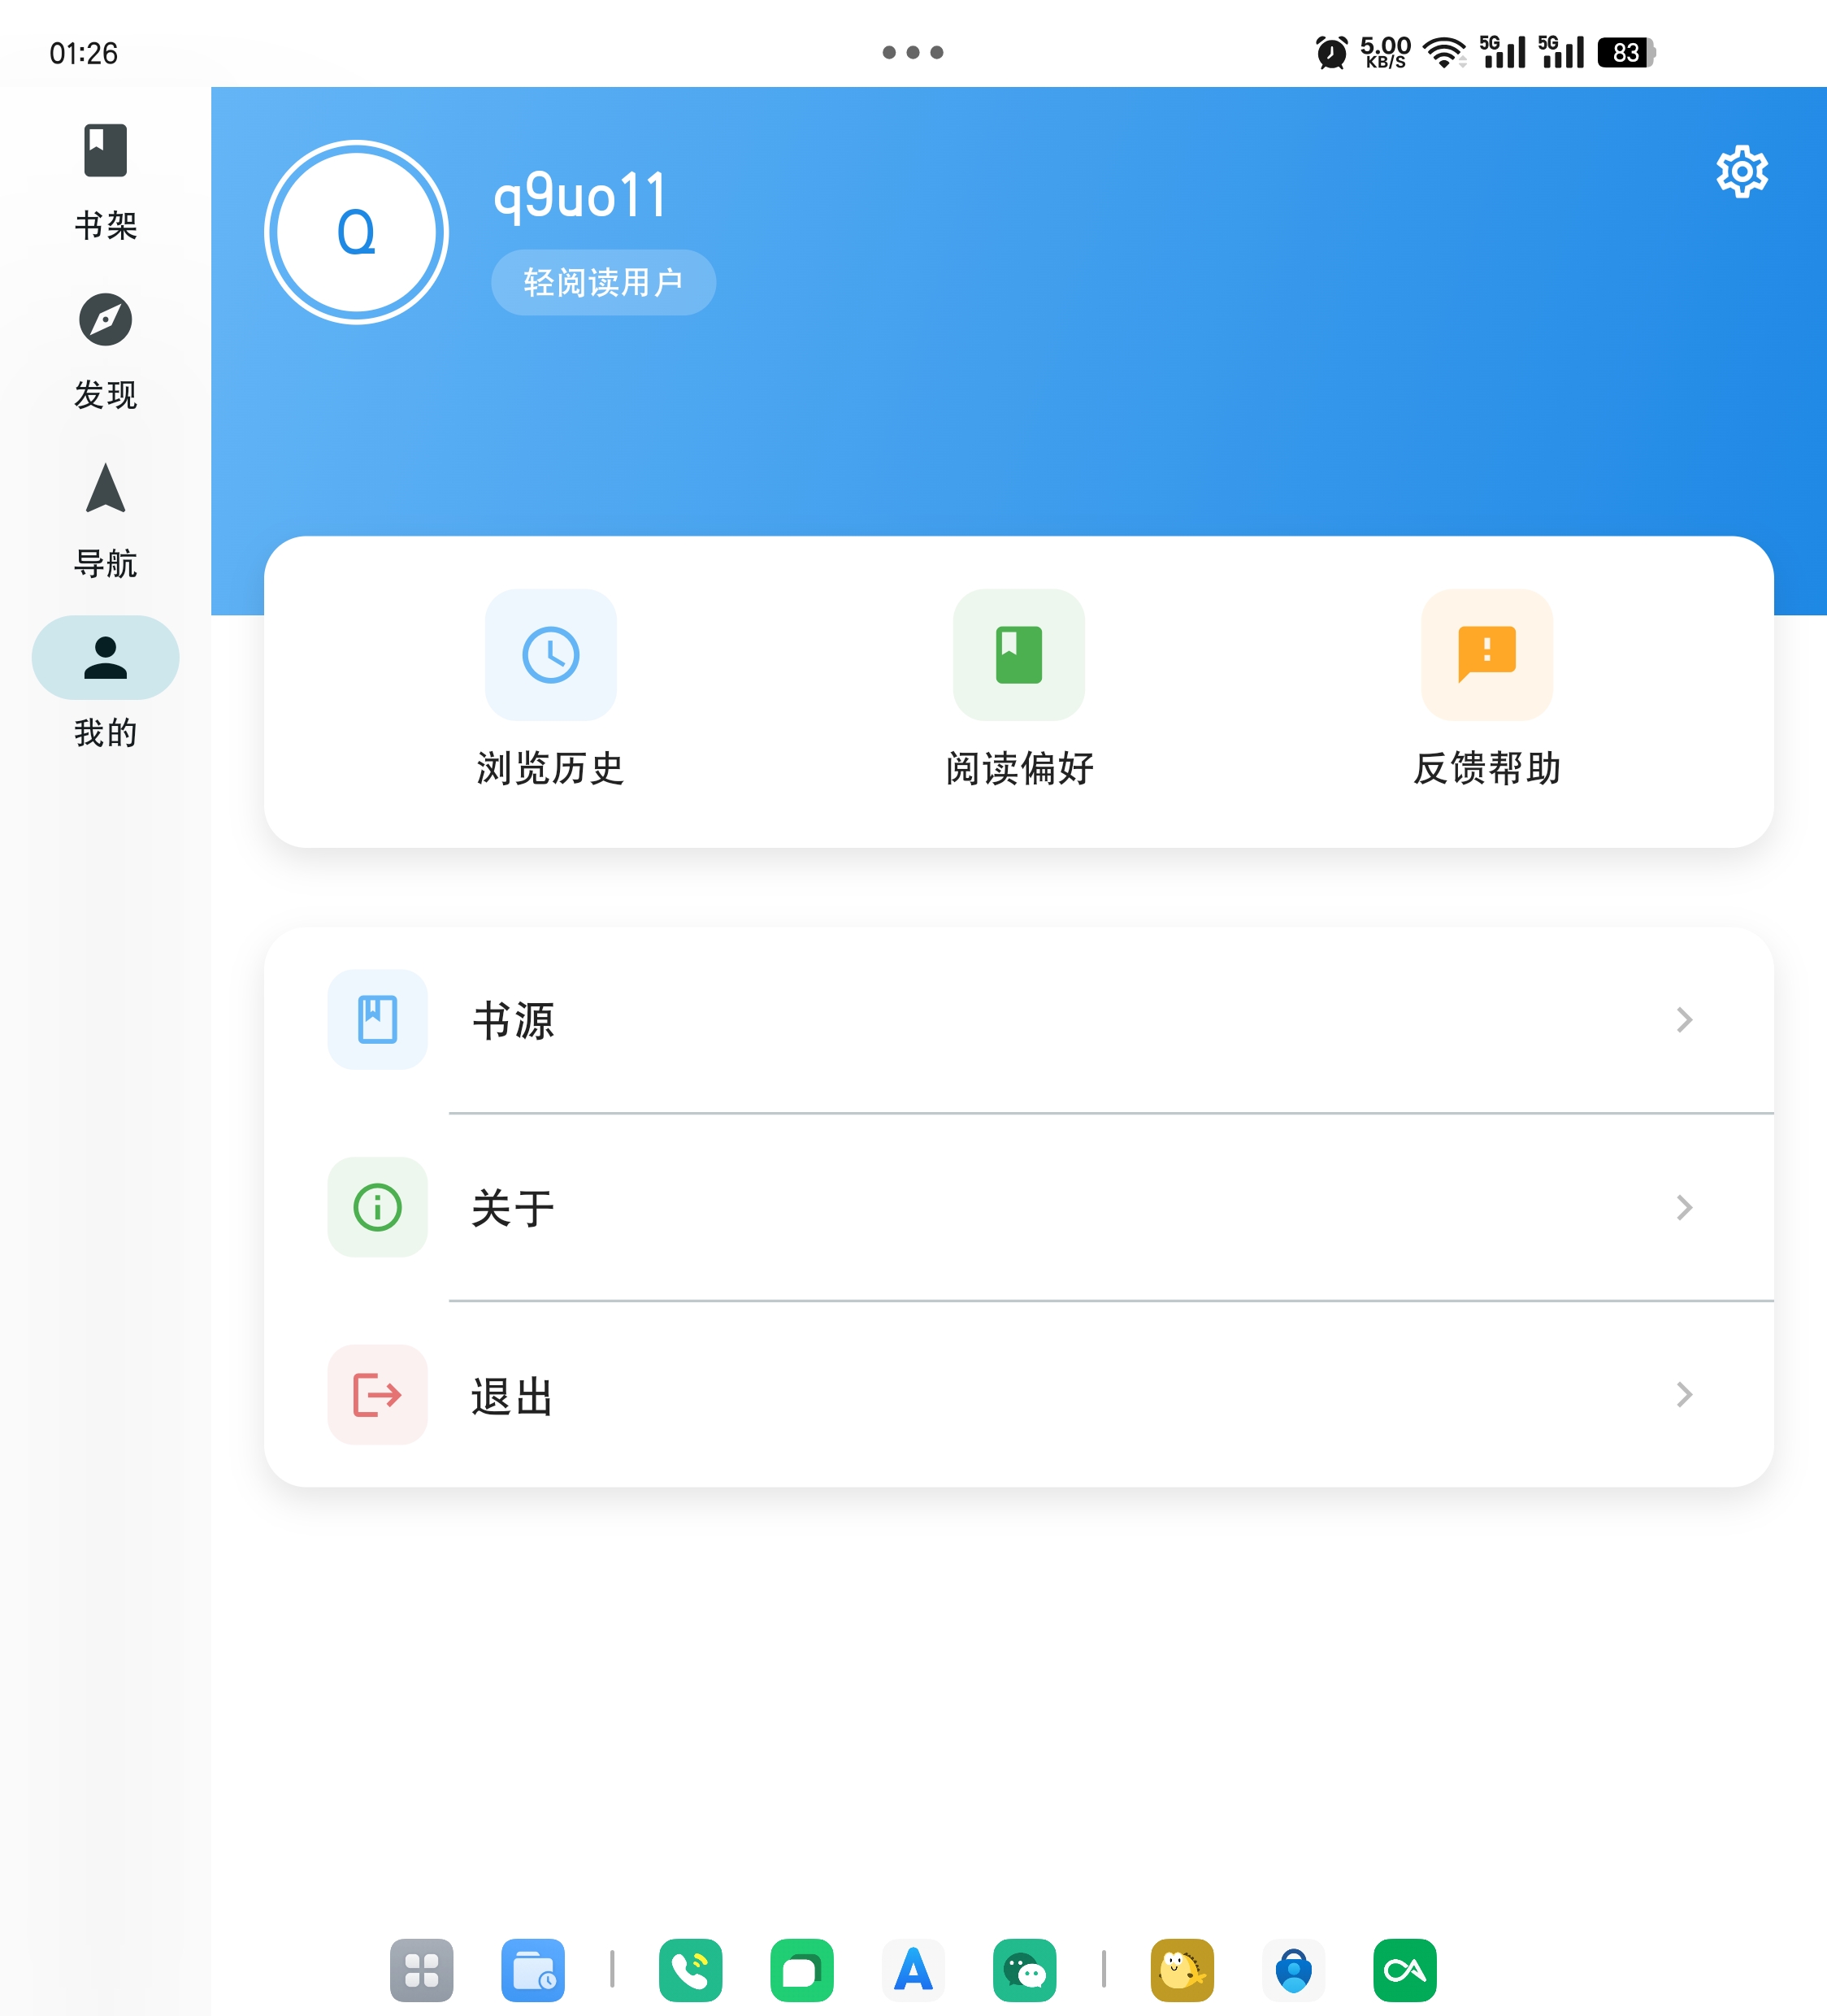 01:26
5.00 KB/S 5G 5G 83
书架
发现
导航
我的
Q
q9uo11
轻阅读用户
浏览历史 阅读偏好 反馈帮助
书源
关于
退出